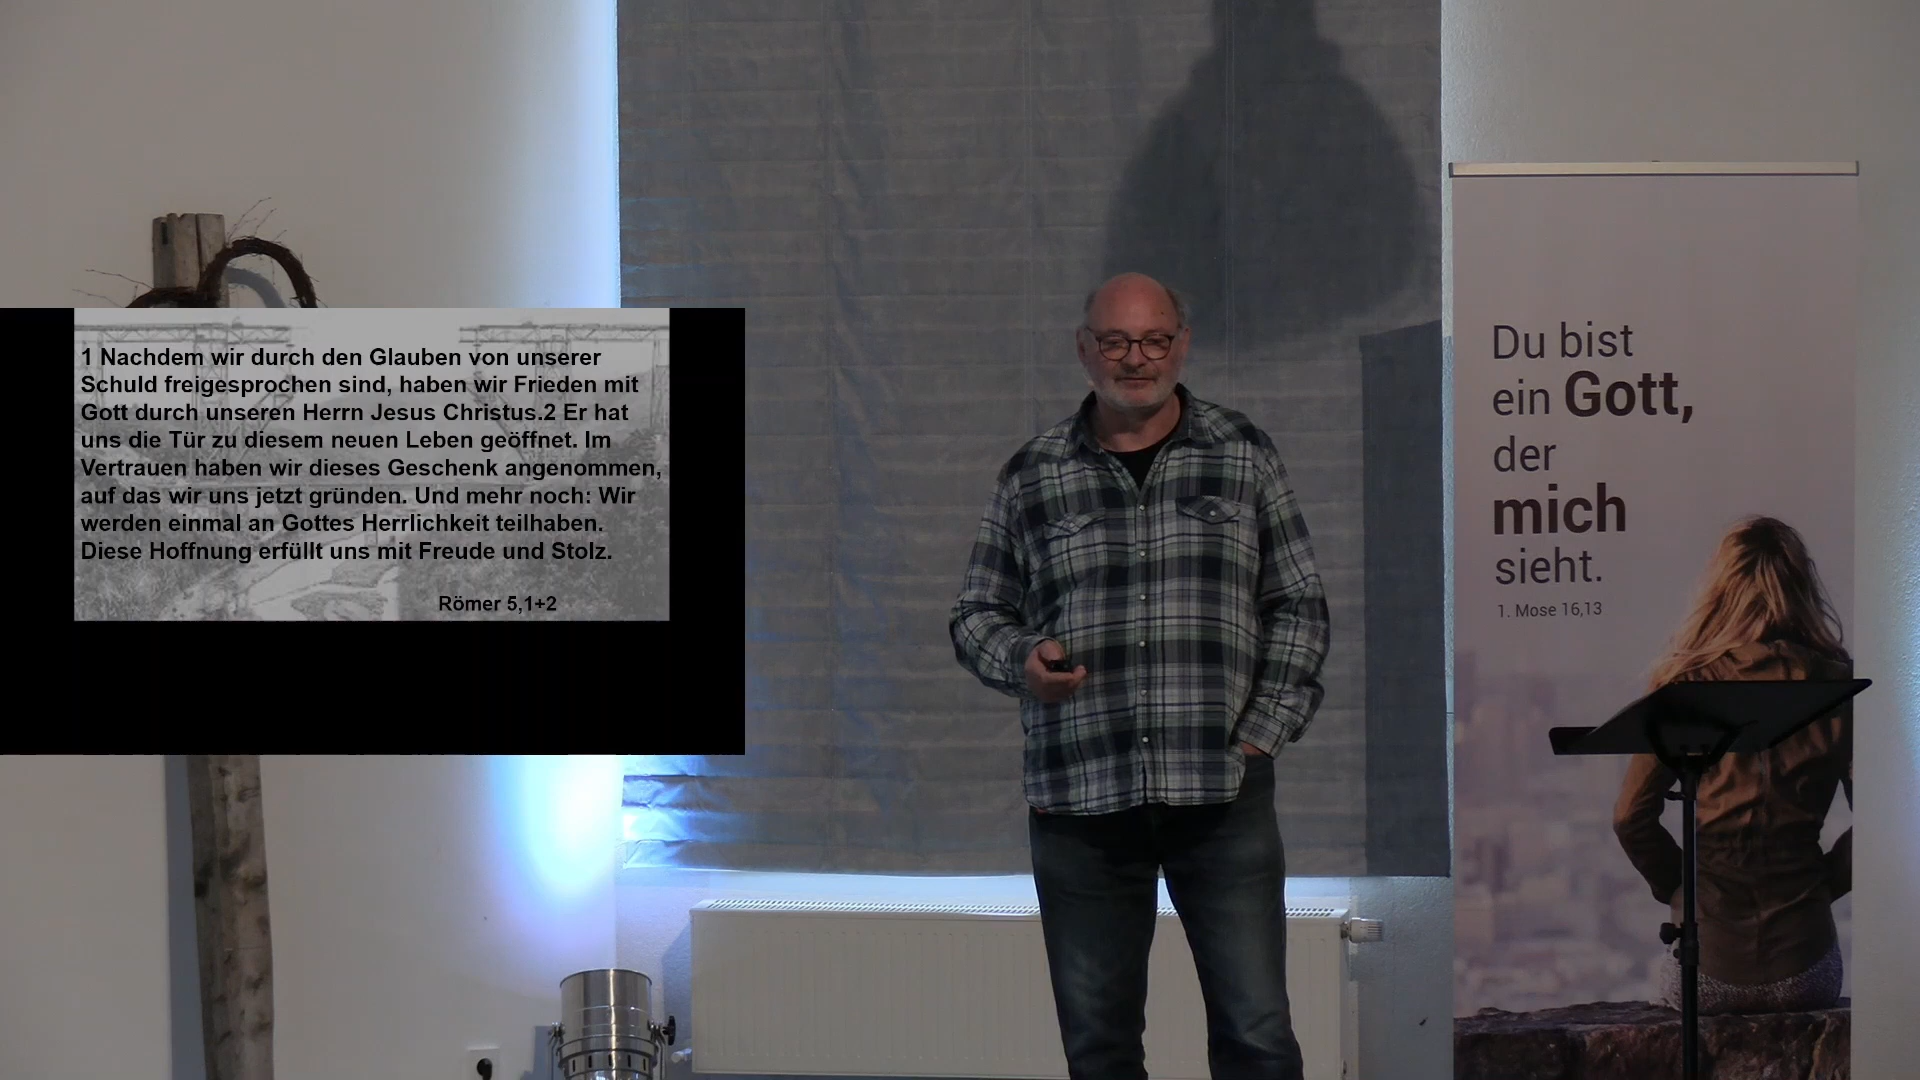 1 Nachdem wir durch den Glauben von unserer
Schuld freigesprochen sind, haben wir Frieden mit
Gott durch unseren Herrn Jesus Christus.2 Er hat
uns die Tür zu diesem neuen Leben geöffnet. Im
Vertrauen haben wir dieses Geschenk angenommen,
auf das wir uns jetzt gründen. Und mehr noch: Wir
werden einmal an Gottes Herrlichkeit teilhaben.
Diese Hoffnung erfüllt uns mit Freude und Stolz.
Römer 5,1+2
Du bist
ein Gott,
der
mich
sieht.
1. Mose 16,13